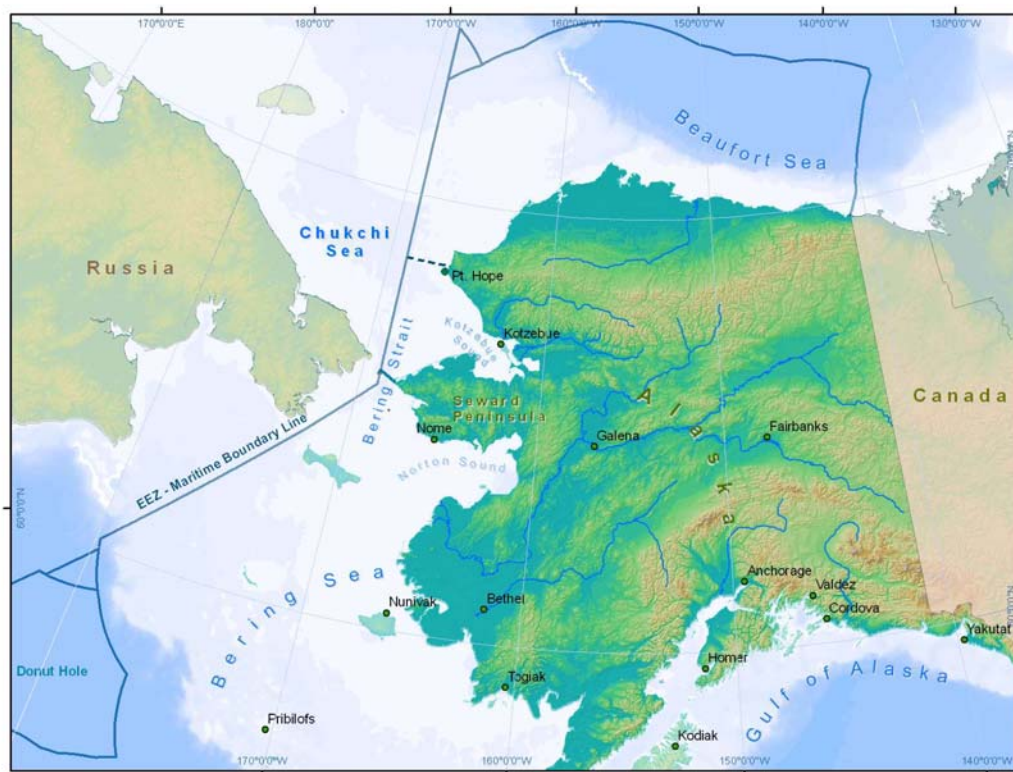 170°0'0"E
180°0'0"
170°0'0"W
160°0'0"W
150°0'0"W
140°0'0"W
130°0'0"W
Beaufort Sea
Chukchi
Sea
Russia
Pt. Hope
Kotzebue
Sound
Kotzebue
Bering Strait
Canada
Seward
Peninsula
Alaska
Nome
Galena
Fairbanks
Norton Sound
EEZ - Maritime Boundary Line
60°0'0"N
Bering Sea
Nunivak
Bethel
Anchorage
Valdez
Cordova
Yakutat
Donut Hole
Togiak
Homer
Gulf of Alaska
Pribilofs
Kodiak
170°0'0"W
160°0'0"W
150°0'0"W
140°0'0"W